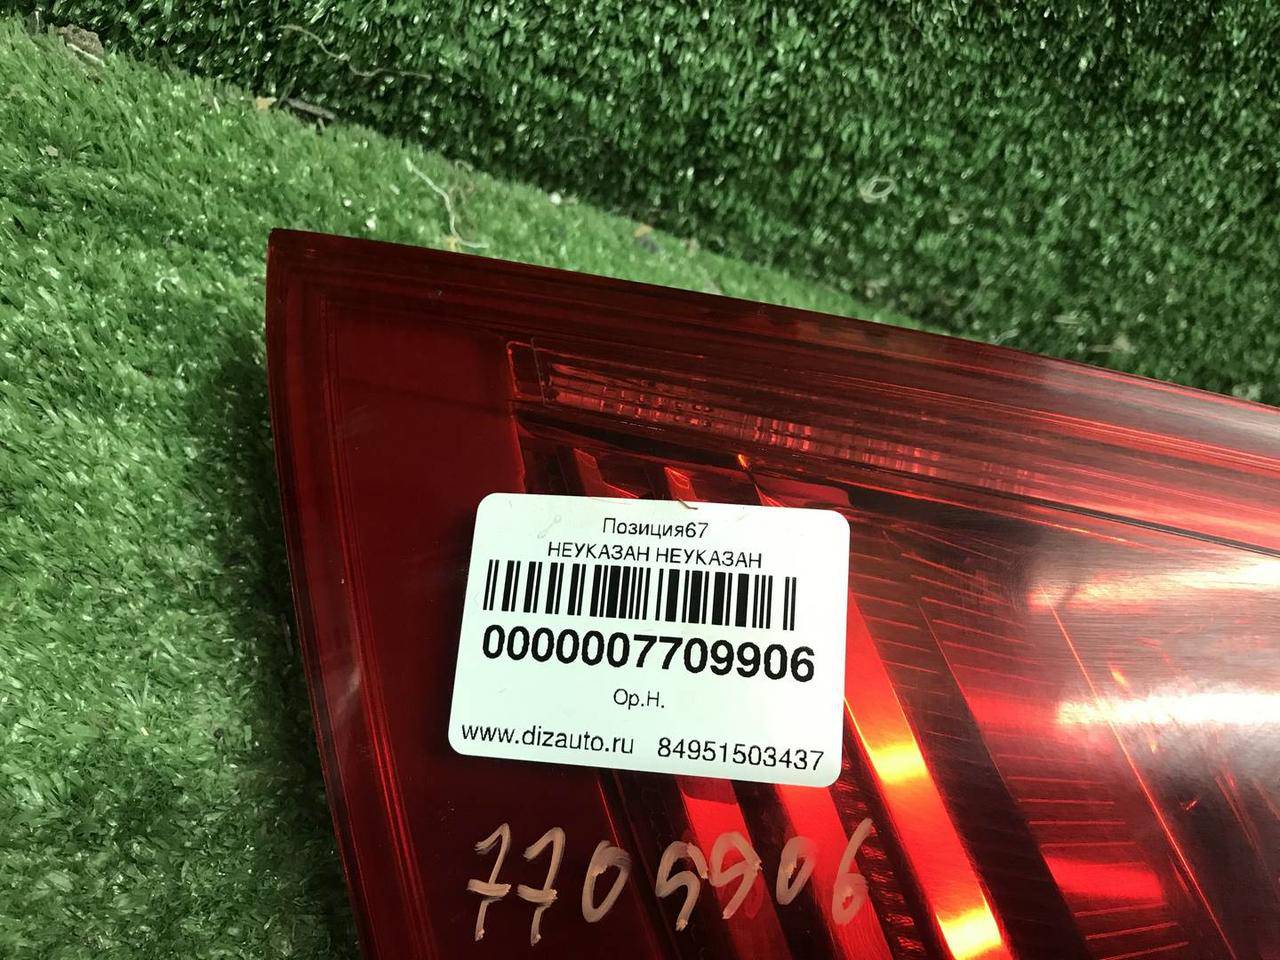 Позиция67
НЕУКАЗАН НЕУКАЗАН
0000007709906
Ор.Н.
www.dizauto.ru 84951503437
7709906